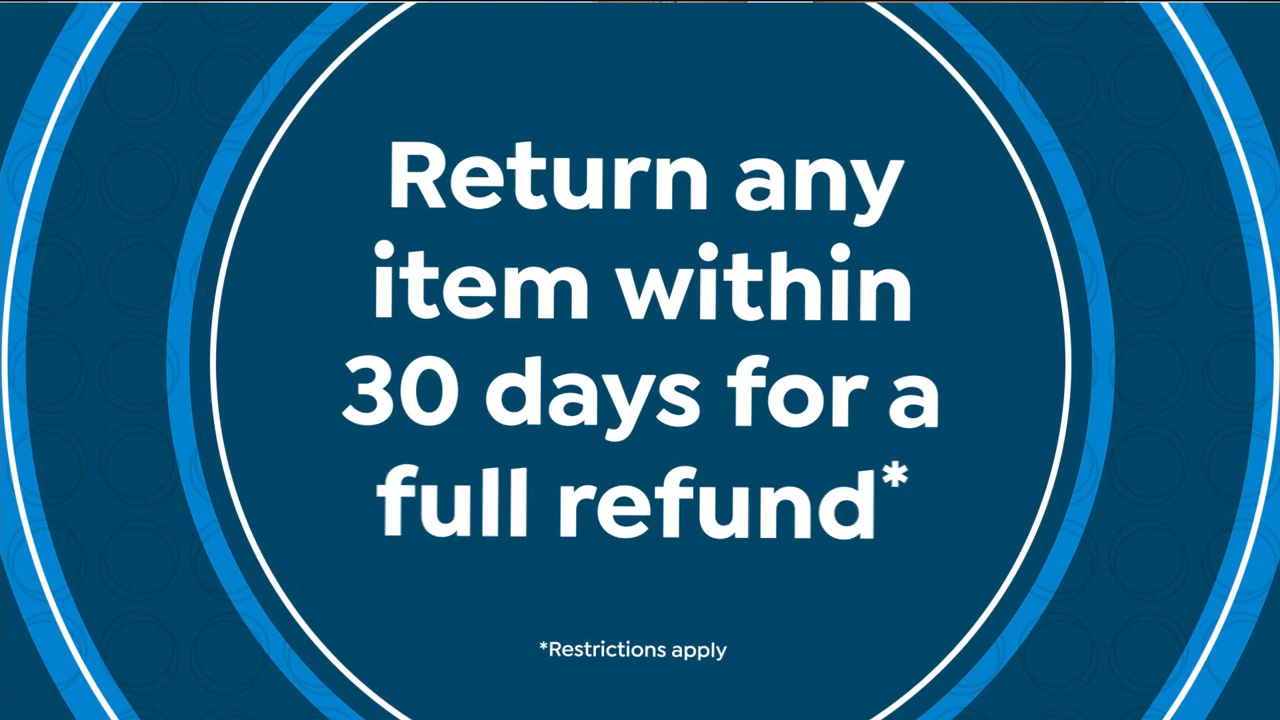 Return any
item within
30 days for a
full refund*
*Restrictions apply